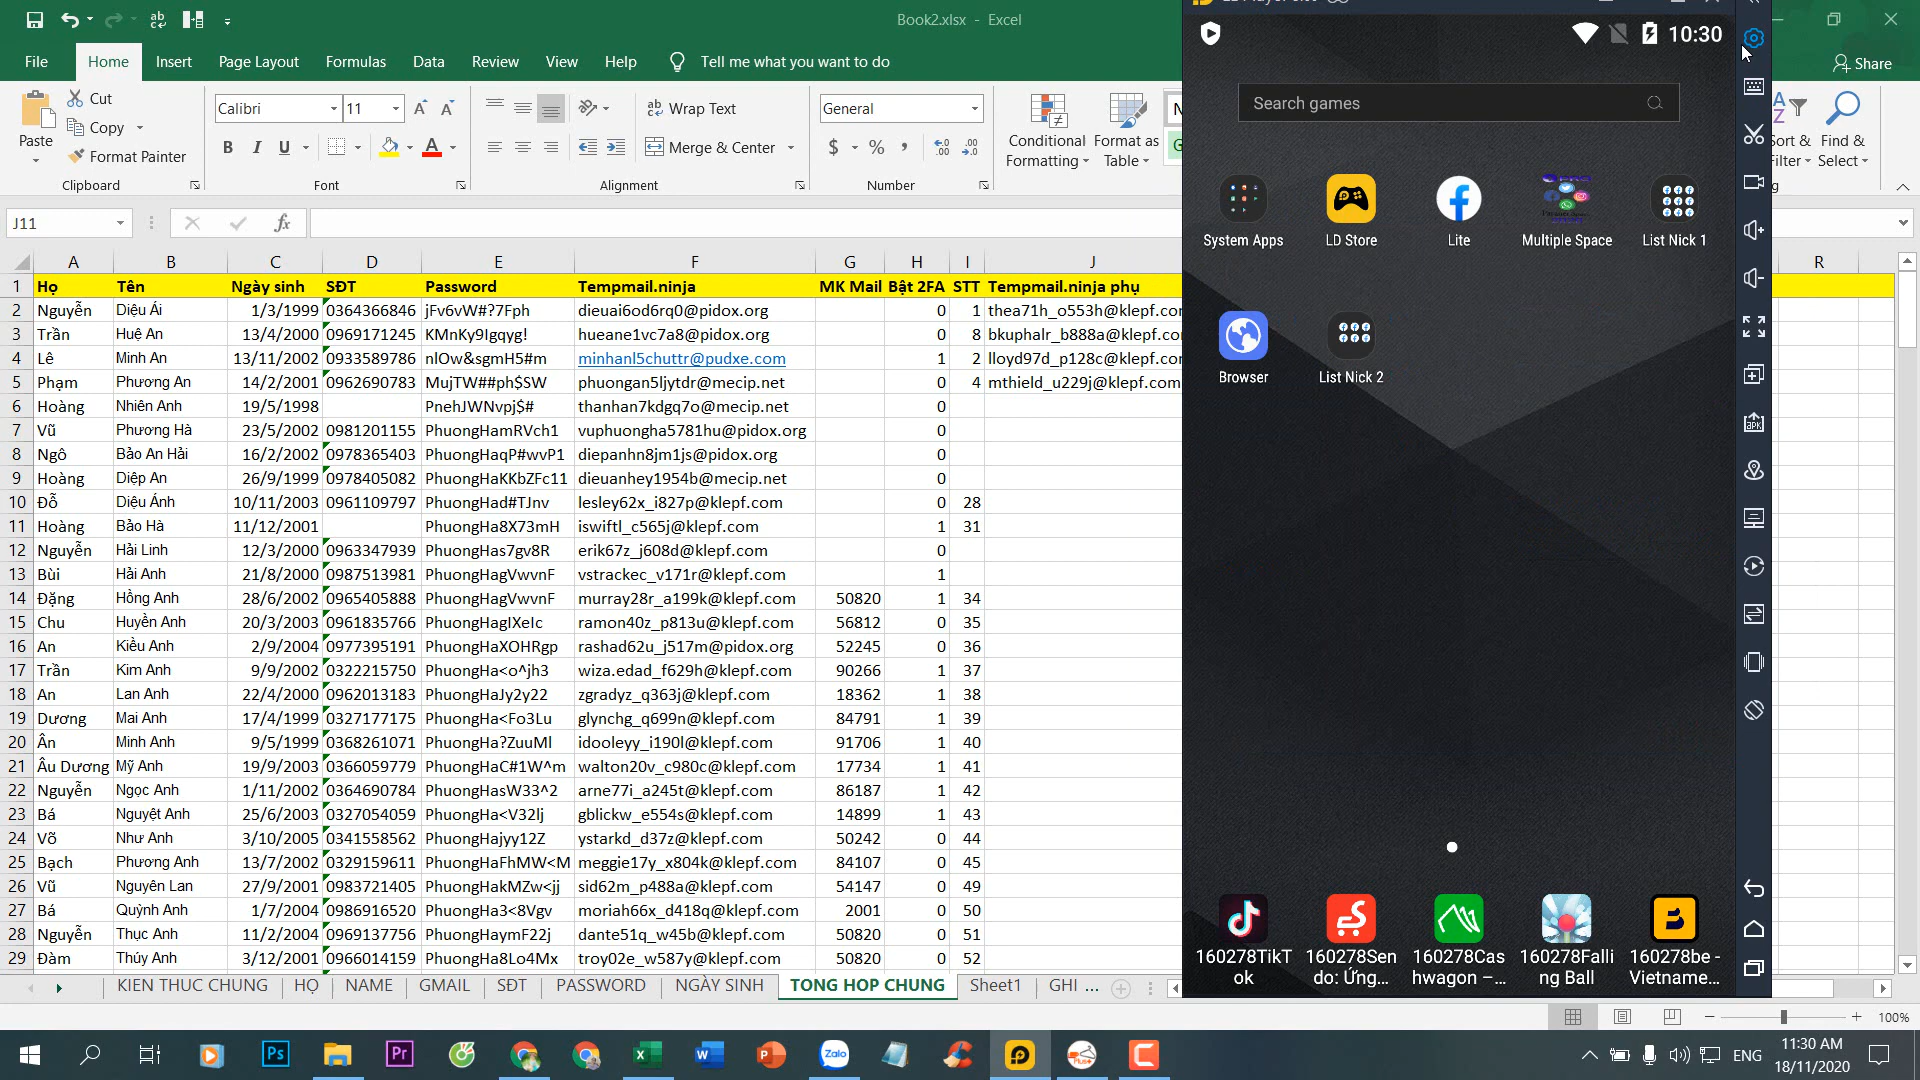 Book2.xlsx - Excel
10:30
File Home Insert Page Layout Formulas Data Review View Help Tell me what you want to do Share
Search games
Cut
Copy
Format Painter
Paste
Calibri 11
B I U
Wrap Text
Merge & Center
General
$ % ,
Conditional Formatting
Format as Table
Sort & Filter
Find & Select
Clipboard Font Alignment Number
System Apps LD Store Lite Multiple Space List Nick 1
Browser List Nick 2
J11 fx
A B C D E F G H I J R
1 Họ Tên Ngày sinh SĐT Password Tempmail.ninja MK Mail Bật 2FA STT Tempmail.ninja phụ
2 Nguyễn Diệu Ái 1/3/1999 0364366846 jFv6vW#?7Fph dieuai6od6rq0@pidox.org 0 1 thea71h_o553h@klepf.co
3 Trần Huệ An 13/4/2000 0969171245 KMnKy9Igqyg! hueane1vc7a8@pidox.org 0 8 bkuphalr_b888a@klepf.co
4 Lê Minh An 13/11/2002 0933589786 nlOw&sgmH5#m minhanl5chuttr@pudxe.com 1 2 lloyd97d_p128c@klepf.co
5 Phạm Phương An 14/2/2001 0962690783 MujTW##ph$SW phuongan5ljytdr@mecip.net 0 4 mthield_u229j@klepf.com
6 Hoàng Nhiên Anh 19/5/1998 PnehJWNvpj$# thanhan7kdgq7o@mecip.net 0
7 Vũ Phương Hà 23/5/2002 0981201155 PhuongHamRVch1 vuphuongha5781hu@pidox.org 0
8 Ngô Bảo An Hải 16/2/2002 0978365403 PhuongHaqP#wvP1 diepanhn8jm1js@pidox.org 0
9 Hoàng Diệp An 26/9/1999 0978405082 PhuongHaKKbZFc11 dieuanhey1954b@mecip.net 0
10 Đỗ Diệu Ánh 10/11/2003 0961109797 PhuongHad#TJnv lesley62x_i827p@klepf.com 0 28
11 Hoàng Bảo Hà 11/12/2001 PhuongHa8X73mH iswiftl_c565j@klepf.com 1 31
12 Nguyễn Hải Linh 12/3/2000 0963347939 PhuongHas7gv8R erik67z_j608d@klepf.com 0
13 Bùi Hải Anh 21/8/2000 0987513981 PhuongHagVwvnF vstrackec_v171r@klepf.com 1
14 Đặng Hồng Anh 28/6/2002 0965405888 PhuongHagVwvnF murray28r_a199k@klepf.com 50820 1 34
15 Chu Huyền Anh 20/3/2003 0961835766 PhuongHaglXeIc ramon40z_p813u@klepf.com 56812 0 35
16 An Kiều Anh 2/9/2004 0977395191 PhuongHaXOHRgp rashad62u_j517m@pidox.org 52245 0 36
17 Trần Kim Anh 9/9/2002 0322215750 PhuongHa<o^jh3 wiza.edad_f629h@klepf.com 90266 1 37
18 An Lan Anh 22/4/2000 0962013183 PhuongHaJy2y22 zgradyz_q363j@klepf.com 18362 1 38
19 Dương Mai Anh 17/4/1999 0327177175 PhuongHa<Fo3Lu glynchg_q699n@klepf.com 84791 1 39
20 Ân Minh Anh 9/5/1999 0368261071 PhuongHa?ZuuMl idooleyy_i190l@klepf.com 91706 1 40
21 Âu Dương Mỹ Anh 19/9/2003 0366059779 PhuongHaC#1W^m walton20v_c980c@klepf.com 17734 1 41
22 Nguyễn Ngọc Anh 1/11/2002 0364690784 PhuongHasW33^2 arne77i_a245t@klepf.com 86187 1 42
23 Bá Nguyệt Anh 25/6/2003 0327054059 PhuongHa<V32lj gblickw_e554s@klepf.com 14899 1 43
24 Võ Như Anh 3/10/2005 0341558562 PhuongHajyy12Z ystarkd_d37z@klepf.com 50242 0 44
25 Bạch Phương Anh 13/7/2002 0329159611 PhuongHaFhMW<M meggie17y_x804k@klepf.com 84107 0 45
26 Vũ Nguyên Lan 27/9/2001 0983721405 PhuongHakMZw<jj sid62m_p488a@klepf.com 54147 0 49
27 Bá Quỳnh Anh 1/7/2004 0986916520 PhuongHa3<8Vgv moriah66x_d418q@klepf.com 2001 0 50
28 Nguyễn Thục Anh 11/2/2004 0969137756 PhuongHaymF22j dante51q_w45b@klepf.com 50820 0 51
29 Đàm Thúy Anh 3/12/2001 0966014159 PhuongHa8Lo4Mx troy02e_w587y@klepf.com 50820 0 52
160278TikTok
160278Sendo: Ứng...
160278Cashwagon –...
160278Falling Ball
160278be - Vietname...
KIEN THUC CHUNG HỌ NAME GMAIL SĐT PASSWORD NGÀY SINH TONG HOP CHUNG Sheet1 GHI ...
100%
ENG 11:30 AM
18/11/2020